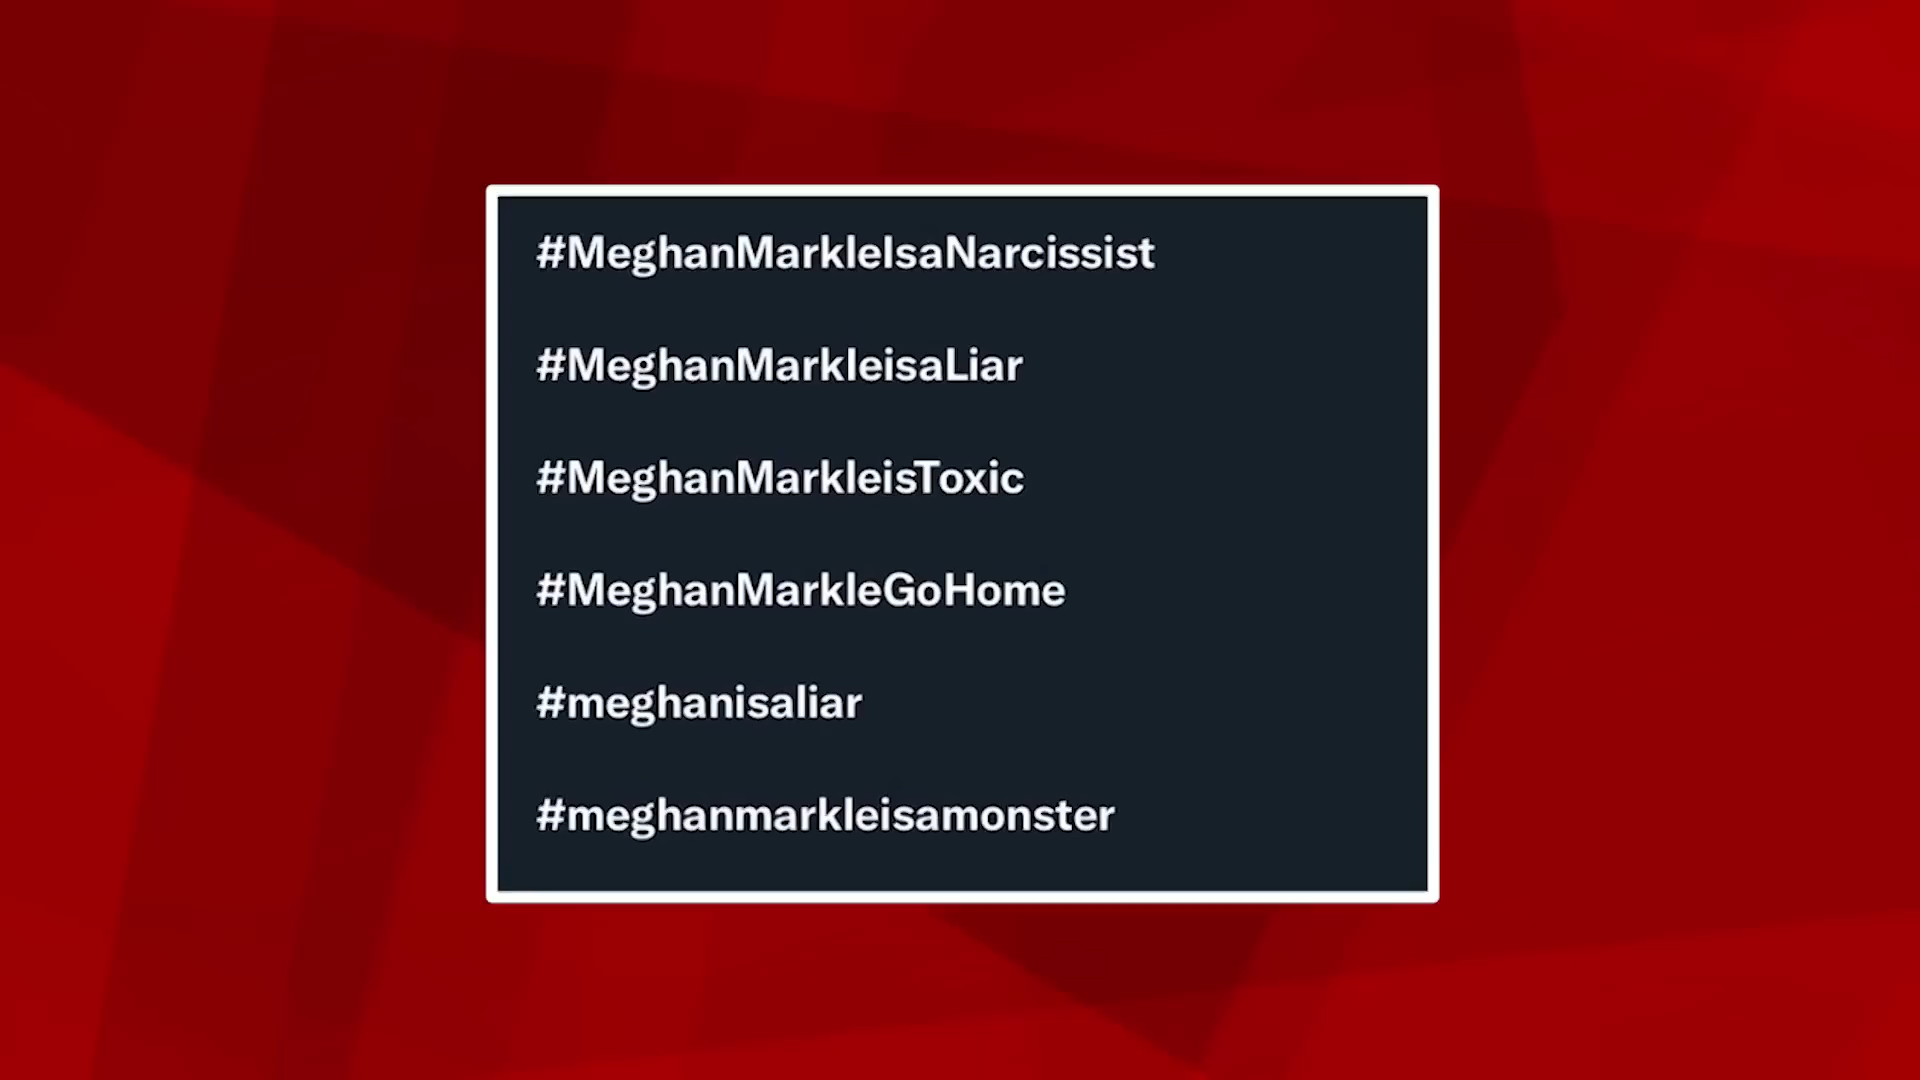 #MeghanMarkleIsaNarcissist
#MeghanMarkleisaLiar
#MeghanMarkleisToxic
#MeghanMarkleGoHome
#meghanisaliar
#meghanmarkleisamonster